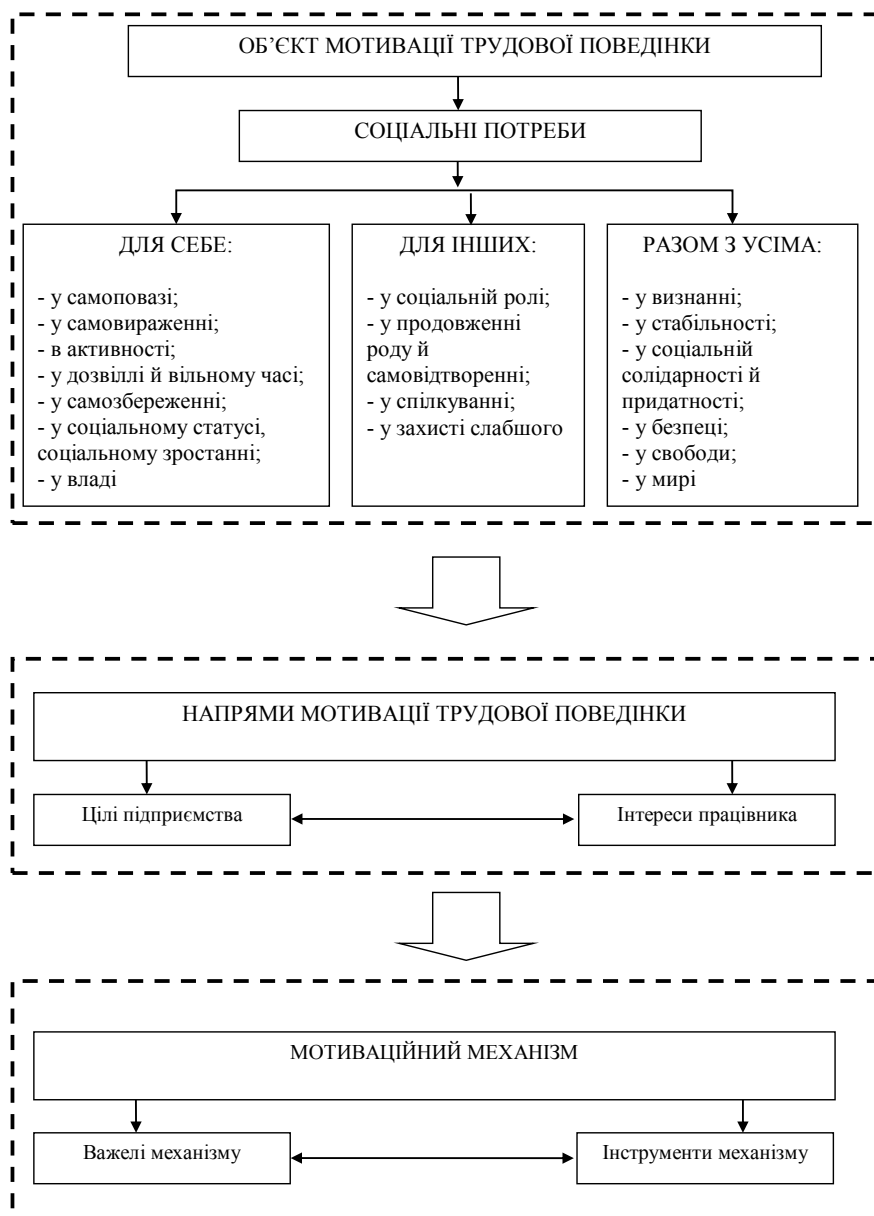 ОБ’ЄКТ МОТИВАЦІЇ ТРУДОВОЇ ПОВЕДІНКИ
СОЦІАЛЬНІ ПОТРЕБИ
ДЛЯ СЕБЕ:
- у самоповазі;
- у самовираженні;
- в активності;
- у дозвіллі й вільному часі;
- у самозбереженні;
- у соціальному статусі,
соціальному зростанні;
- у владі
ДЛЯ ІНШИХ:
- у соціальній ролі;
- у продовженні
роду й
самовідтворенні;
- у спілкуванні;
- у захисті слабшого
РАЗОМ З УСІМА:
- у визнанні;
- у стабільності;
- у соціальній
солідарності й
придатності;
- у безпеці;
- у свободи;
- у мирі
НАПРЯМИ МОТИВАЦІЇ ТРУДОВОЇ ПОВЕДІНКИ
Цілі підприємства
Інтереси працівника
МОТИВАЦІЙНИЙ МЕХАНІЗМ
Важелі механізму
Інструменти механізму